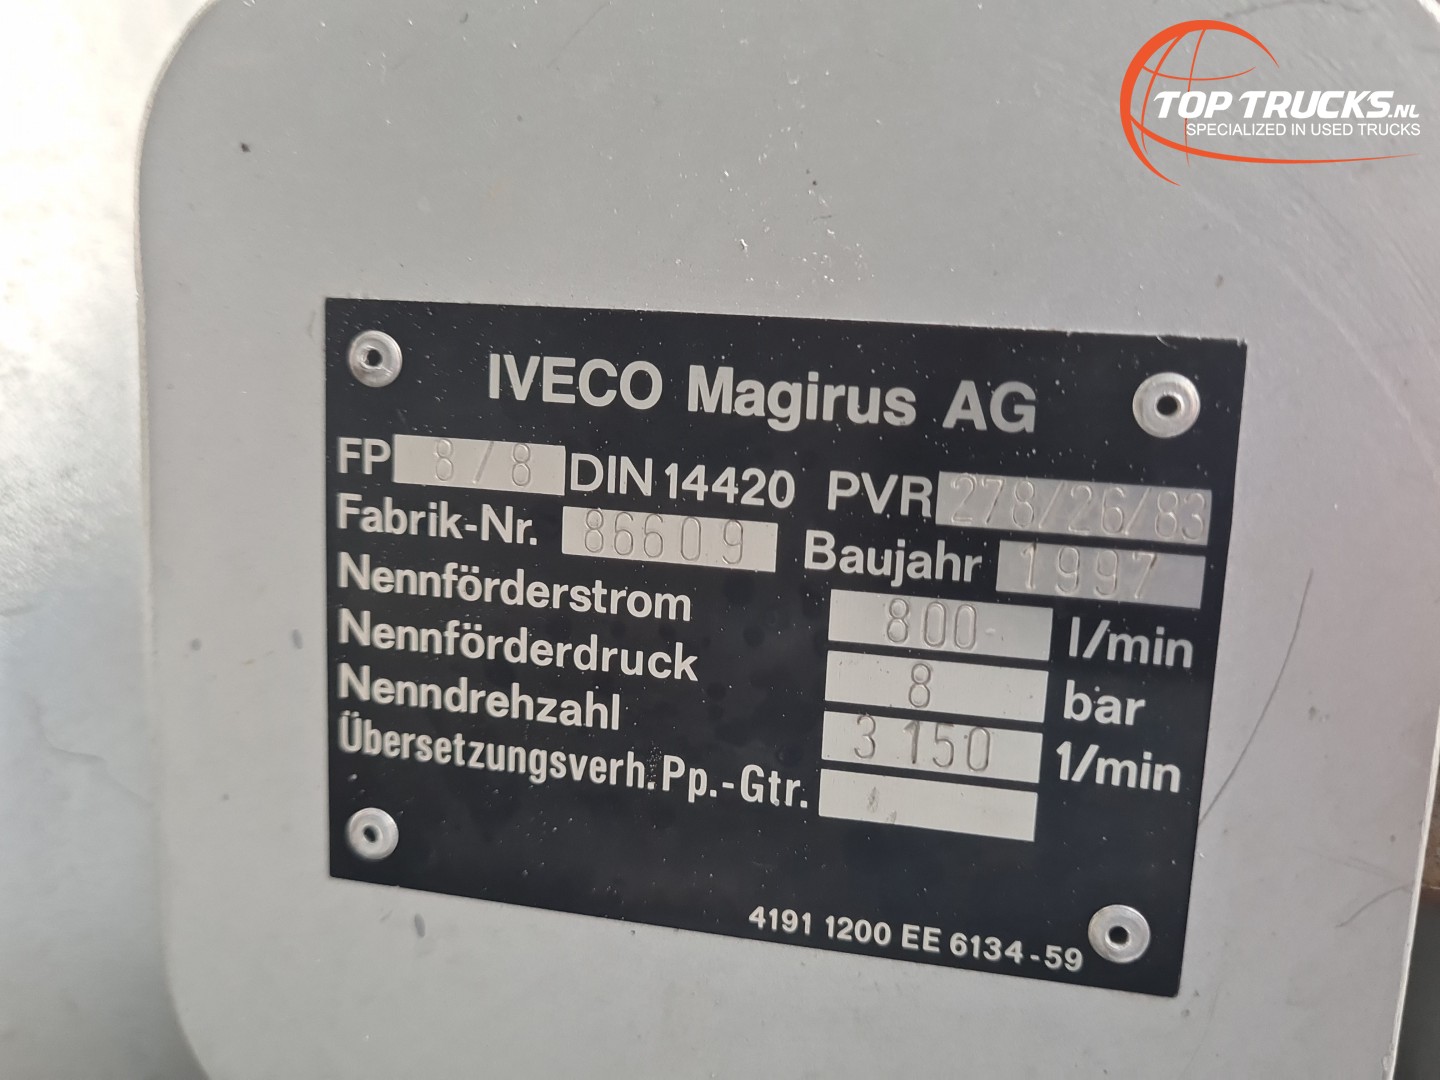 TOP TRUCKS.NL
SPECIALIZED IN USED TRUCKS
IVECO Magirus AG
FP 8/8 DIN 14420 PVR 278/26/83
Fabrik-Nr. 86609 Baujahr 1997
Nennförderstrom 800 l/min
Nennförderdruck 8 bar
Nenndrehzahl 3 150 1/min
Übersetzungsverh. Pp.-Gtr.
4191 1200 EE 6134-59